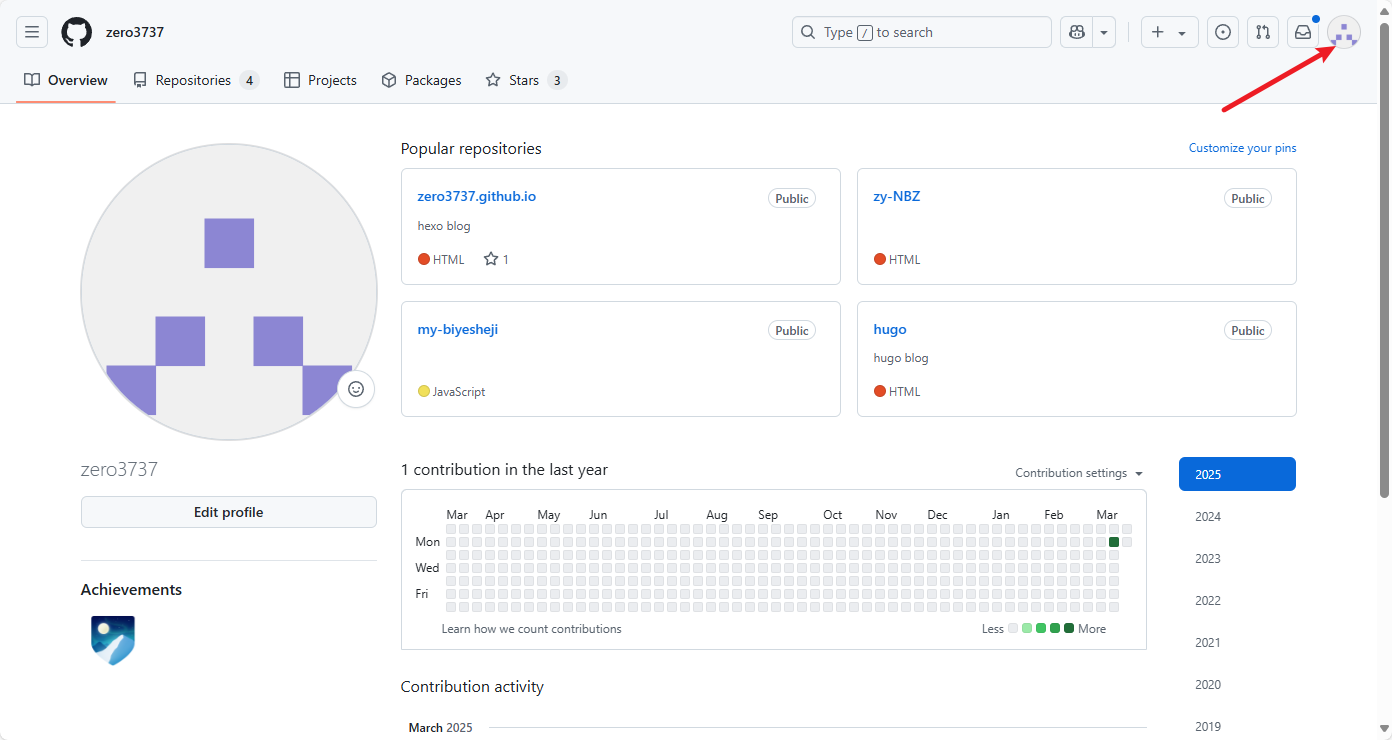 zero3737
Type / to search
Overview Repositories 4 Projects Packages Stars 3
Popular repositories
Customize your pins
zero3737.github.io Public
hexo blog
HTML 1
zy-NBZ Public
HTML
my-biyesheji Public
JavaScript
hugo Public
hugo blog
HTML
zero3737
Edit profile
Achievements
1 contribution in the last year
Contribution settings
Mar Apr May Jun Jul Aug Sep Oct Nov Dec Jan Feb Mar
Mon
Wed
Fri
Learn how we count contributions
Less More
2025
2024
2023
2022
2021
2020
2019
Contribution activity
March 2025